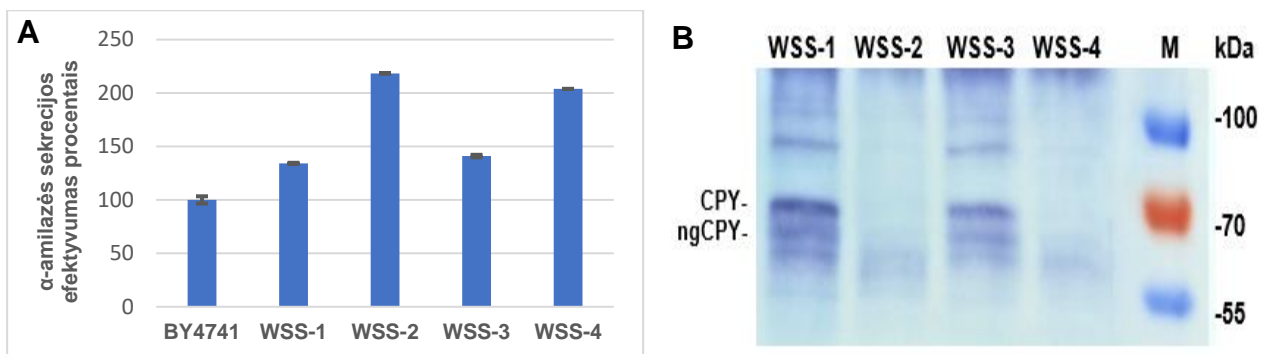 A
α-amilazės sekrecijos
efektyvumas procentais
250
200
150
100
50
0
BY4741 WSS-1 WSS-2 WSS-3 WSS-4
B
WSS-1 WSS-2 WSS-3 WSS-4 M kDa
-100
CPY-
-70
ngCPY-
-55